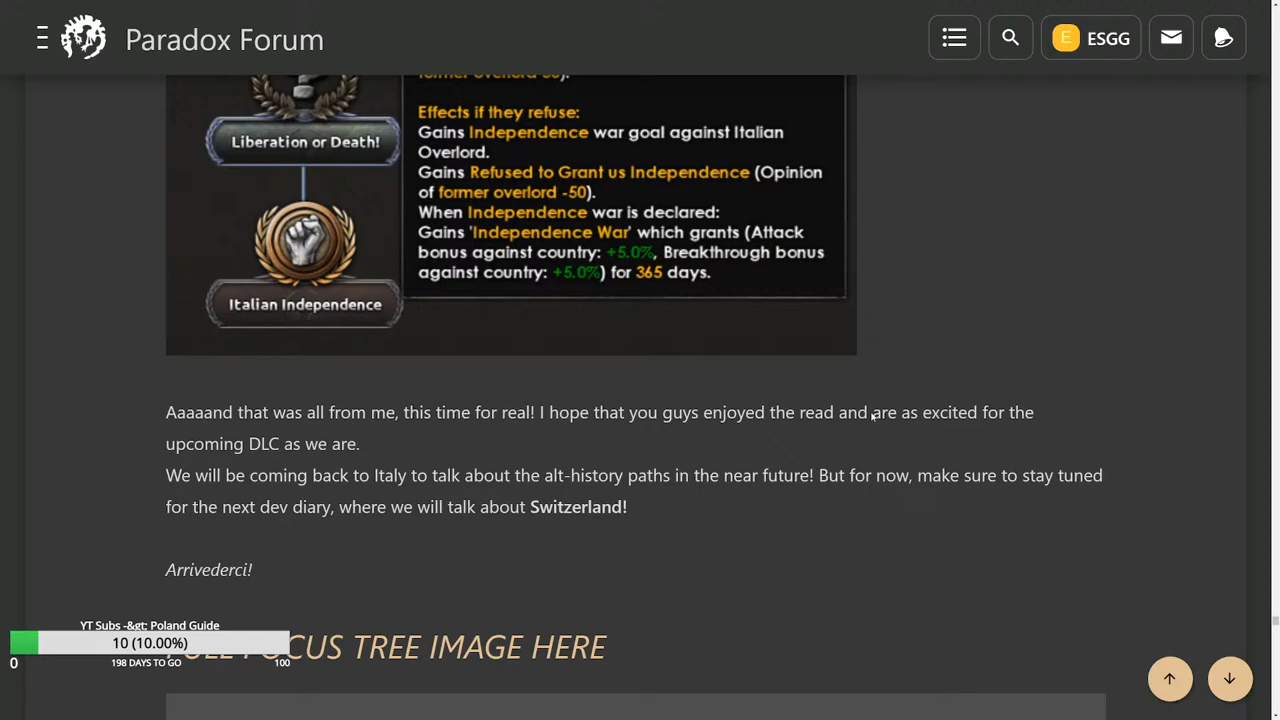 Paradox Forum
E ESGG
former overlord -50).
Effects if they refuse:
Gains Independence war goal against Italian
Overlord.
Gains Refused to Grant us Independence (Opinion
of former overlord -50).
When Independence war is declared:
Gains 'Independence War' which grants (Attack
bonus against country: +5.0%, Breakthrough bonus
against country: +5.0%) for 365 days.
Liberation or Death!
Italian Independence
Aaaaand that was all from me, this time for real! I hope that you guys enjoyed the read and are as excited for the
upcoming DLC as we are.
We will be coming back to Italy to talk about the alt-history paths in the near future! But for now, make sure to stay tuned
for the next dev diary, where we will talk about Switzerland!
Arrivederci!
YT Subs -&gt; Poland Guide
10 (10.00%)
0 198 DAYS TO GO 100
FOCUS TREE IMAGE HERE